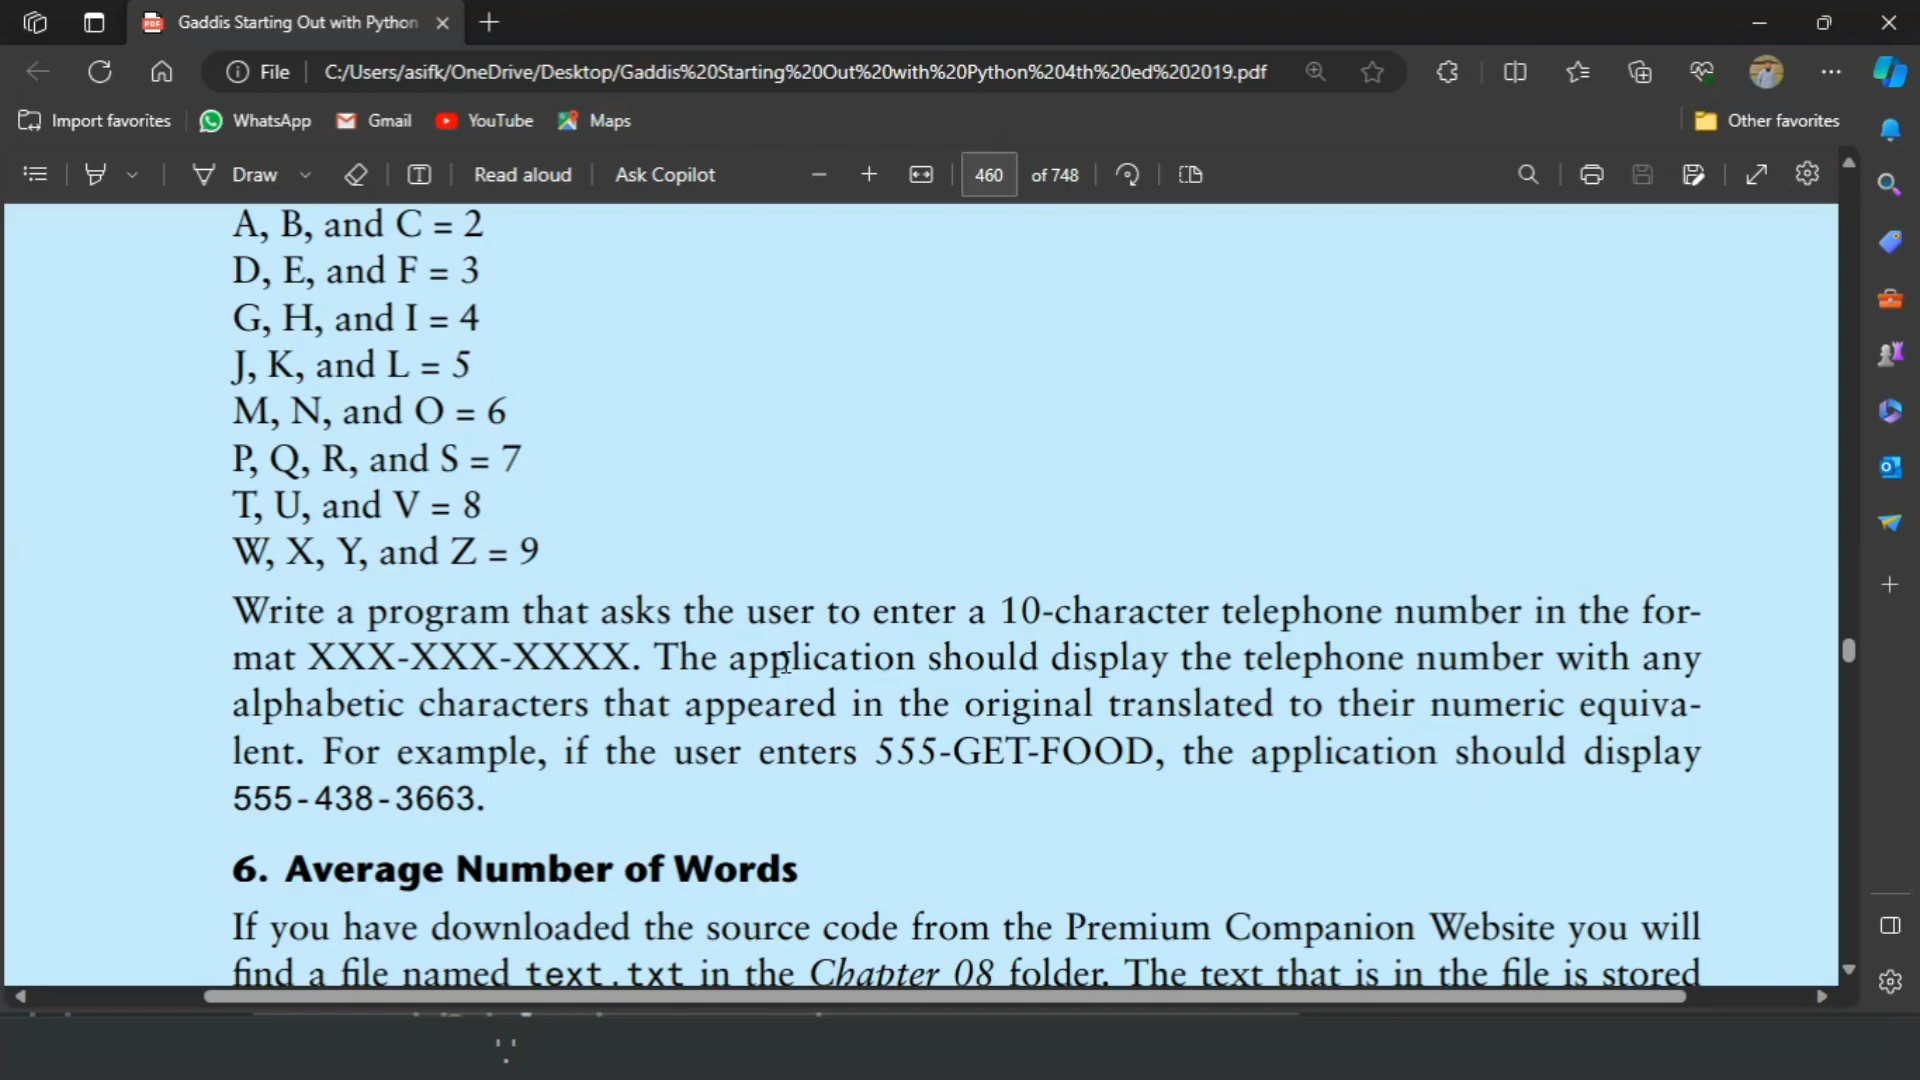 Gaddis Starting Out with Python
File C:/Users/asifk/OneDrive/Desktop/Gaddis%20Starting%20Out%20with%20Python%204th%20ed%202019.pdf
Import favorites WhatsApp Gmail YouTube Maps Other favorites
Draw Read aloud Ask Copilot 460 of 748
A, B, and C = 2
D, E, and F = 3
G, H, and I = 4
J, K, and L = 5
M, N, and O = 6
P, Q, R, and S = 7
T, U, and V = 8
W, X, Y, and Z = 9
Write a program that asks the user to enter a 10-character telephone number in the for-
mat XXX-XXX-XXXX. The application should display the telephone number with any
alphabetic characters that appeared in the original translated to their numeric equiva-
lent. For example, if the user enters 555-GET-FOOD, the application should display
555-438-3663.
6. Average Number of Words
If you have downloaded the source code from the Premium Companion Website you will
find a file named text.txt in the Chapter 08 folder. The text that is in the file is stored